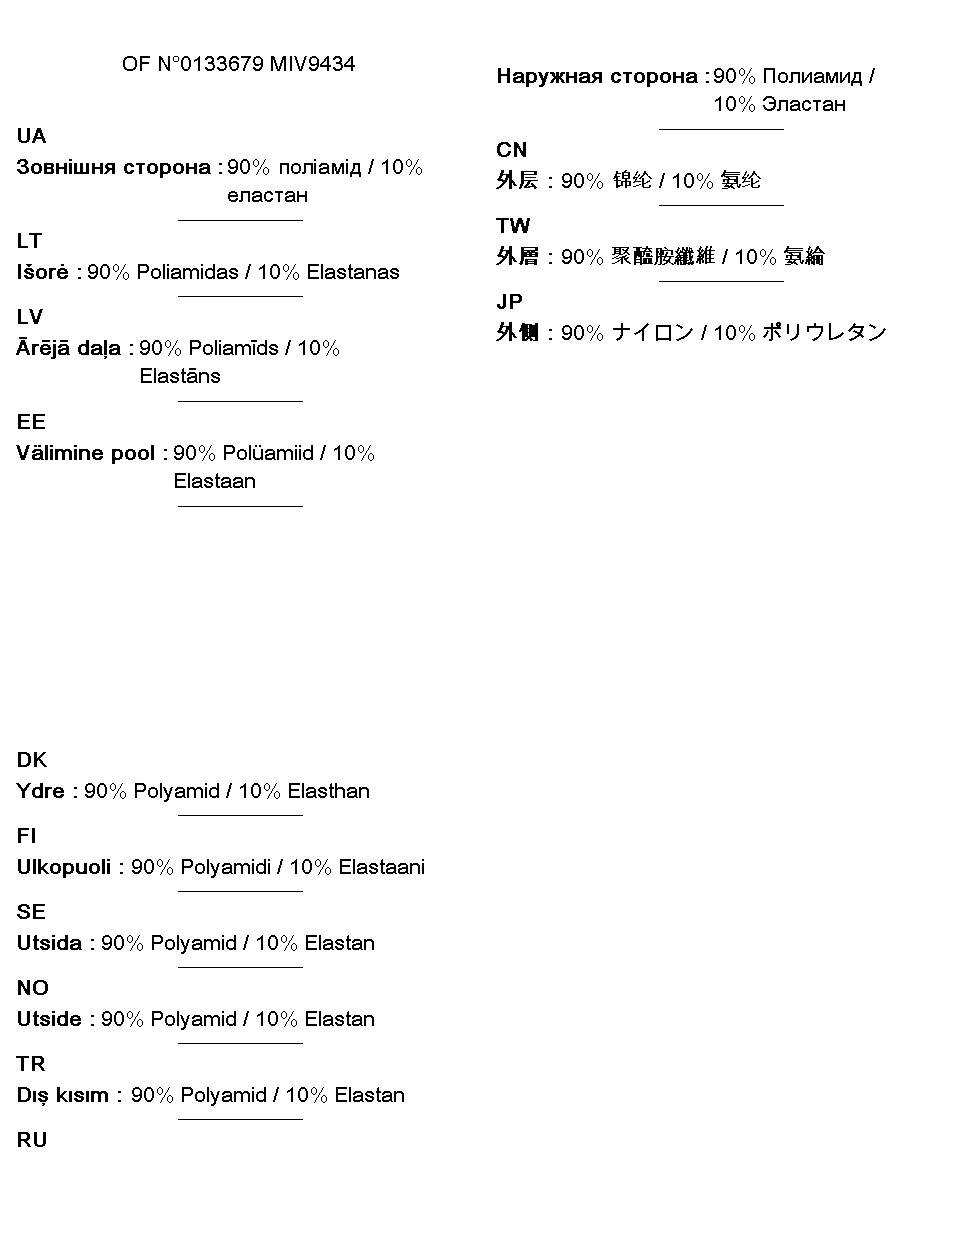 OF N°0133679 MIV9434
UA
Зовнішня сторона : 90% поліамід / 10%
еластан
LT
Išorė : 90% Poliamidas / 10% Elastanas
LV
Ārējā daļa : 90% Poliamīds / 10%
Elastāns
EE
Välimine pool : 90% Polüamiid / 10%
Elastaan
DK
Ydre : 90% Polyamid / 10% Elasthan
FI
Ulkopuoli : 90% Polyamidi / 10% Elastaani
SE
Utsida : 90% Polyamid / 10% Elastan
NO
Utside : 90% Polyamid / 10% Elastan
TR
Dış kısım : 90% Polyamid / 10% Elastan
RU
Наружная сторона : 90% Полиамид /
10% Эластан
CN
外层 : 90% 锦纶 / 10% 氨纶
TW
外層 : 90% 聚醯胺纖維 / 10% 氨綸
JP
外側 : 90% ナイロン / 10% ポリウレタン